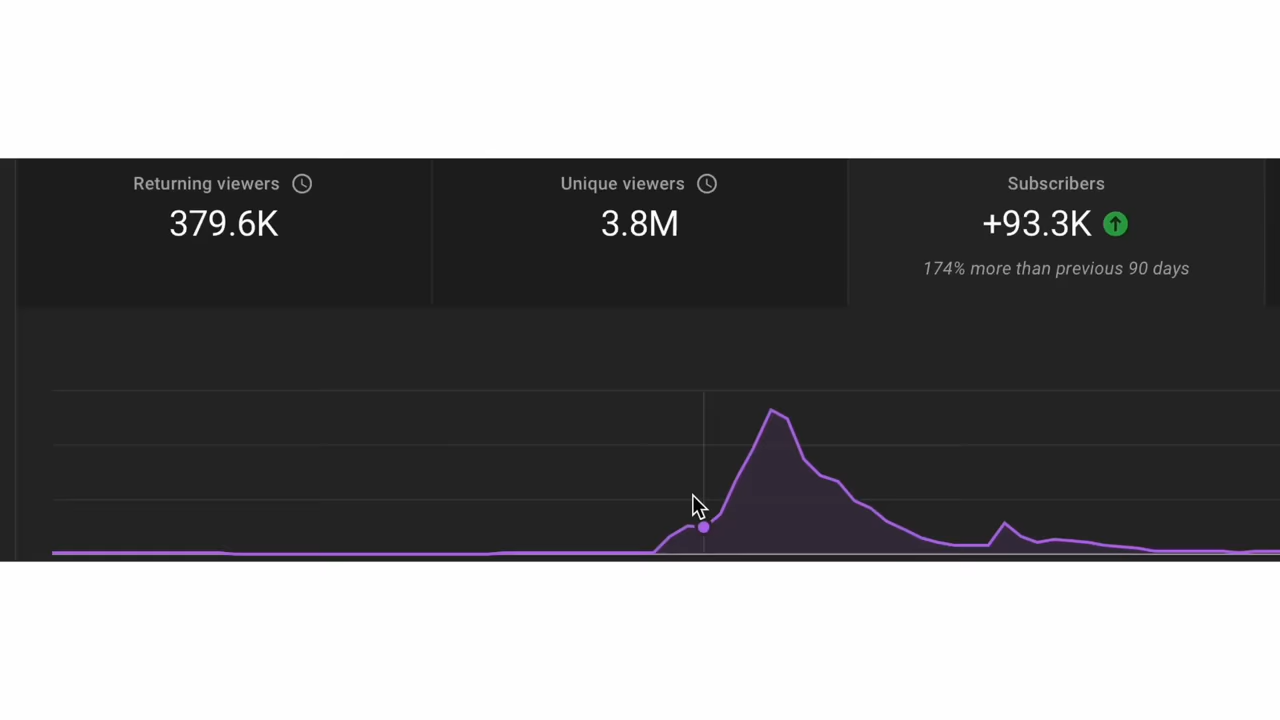 Returning viewers
379.6K
Unique viewers
3.8M
Subscribers
+93.3K
174% more than previous 90 days